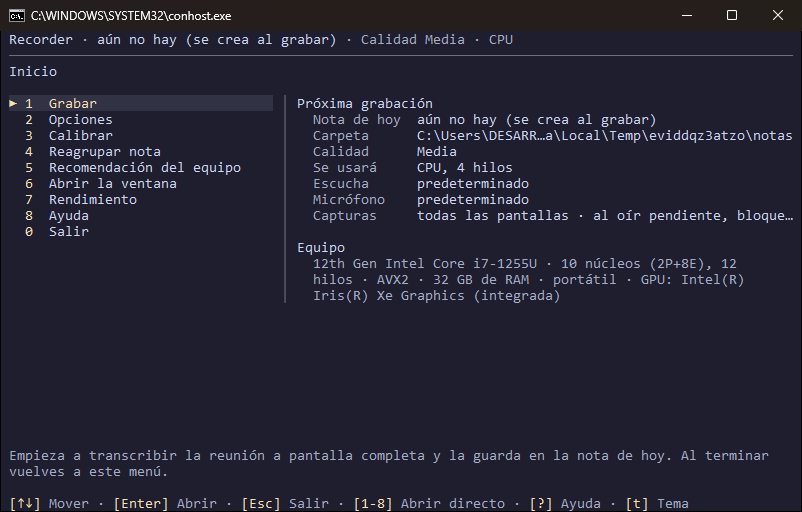 C:\WINDOWS\SYSTEM32\conhost.exe
Recorder · aún no hay (se crea al grabar) · Calidad Media · CPU
Inicio
► 1 Grabar
2 Opciones
3 Calibrar
4 Reagrupar nota
5 Recomendación del equipo
6 Abrir la ventana
7 Rendimiento
8 Ayuda
0 Salir
Próxima grabación
Nota de hoy aún no hay (se crea al grabar)
Carpeta C:\Users\DESARR…a\Local\Temp\eviddqz3atzo\notas
Calidad Media
Se usará CPU, 4 hilos
Escucha predeterminado
Micrófono predeterminado
Capturas todas las pantallas · al oír pendiente, bloque…
Equipo
12th Gen Intel Core i7-1255U · 10 núcleos (2P+8E), 12
hilos · AVX2 · 32 GB de RAM · portátil · GPU: Intel(R)
Iris(R) Xe Graphics (integrada)
Empieza a transcribir la reunión a pantalla completa y la guarda en la nota de hoy. Al terminar
vuelves a este menú.
[↑↓] Mover · [Enter] Abrir · [Esc] Salir · [1-8] Abrir directo · [?] Ayuda · [t] Tema